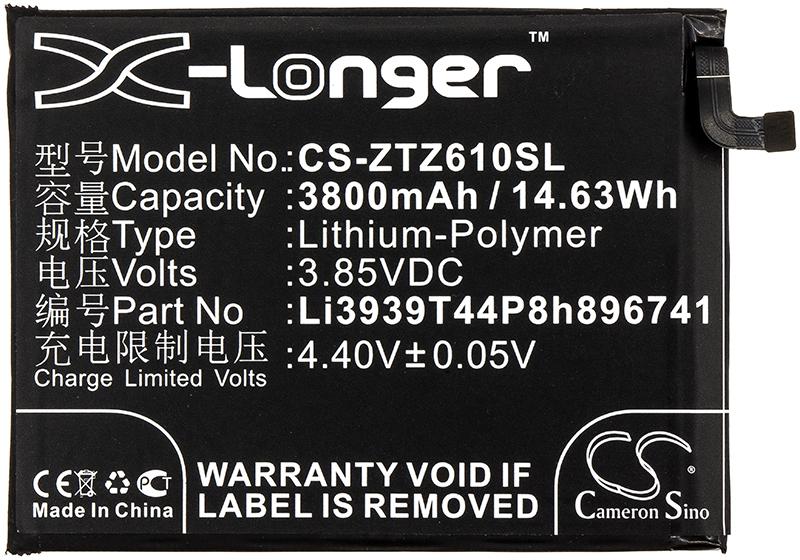 X-Longer™
型号Model No.:CS-ZTZ610SL
容量Capacity :3800mAh / 14.63Wh
规格Type :Lithium-Polymer
电压Volts :3.85VDC
编号Part No :Li3939T44P8h896741
充电限制电压 :4.40V±0.05V
Charge Limited Volts
CE
PCT
Made in China
WARRANTY VOID IF
LABEL IS REMOVED
CS®
Cameron Sino